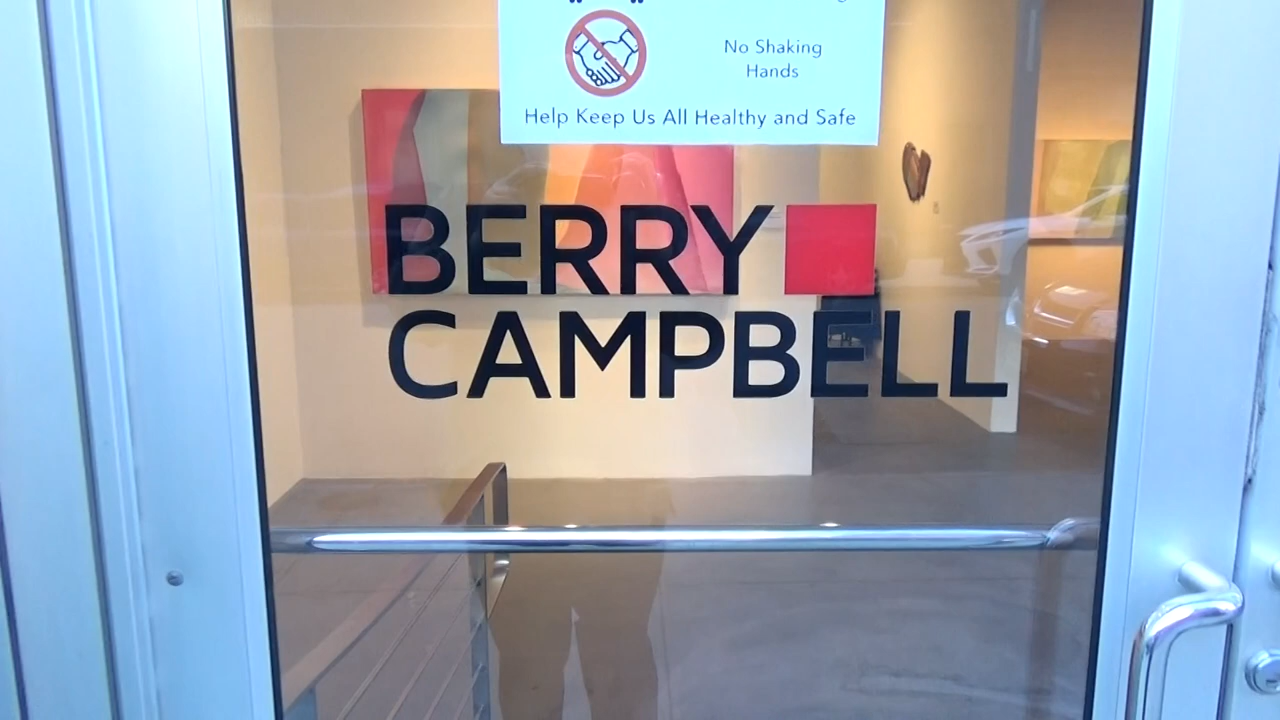 No Shaking
Hands
Help Keep Us All Healthy and Safe
BERRY
CAMPBELL